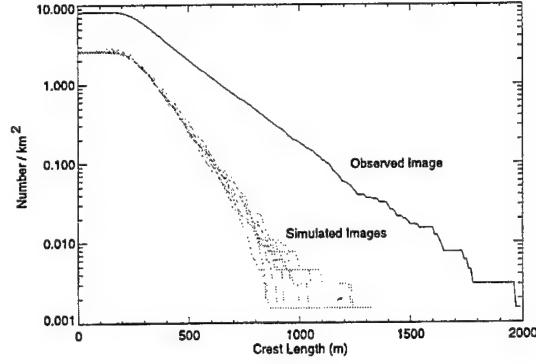 10.000
1.000
0.100
0.010
0.001
Number / km²
Observed Image
Simulated Images
0
500
1000
1500
2000
Crest Length (m)